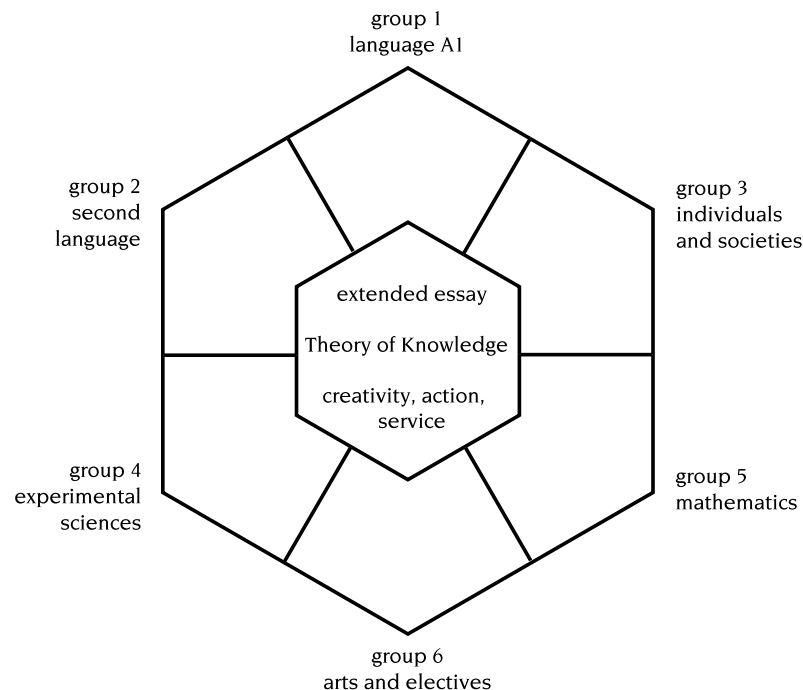 group 1
language A1
group 2
second
language
group 3
individuals
and societies
extended essay
Theory of Knowledge
creativity, action,
service
group 4
experimental
sciences
group 5
mathematics
group 6
arts and electives